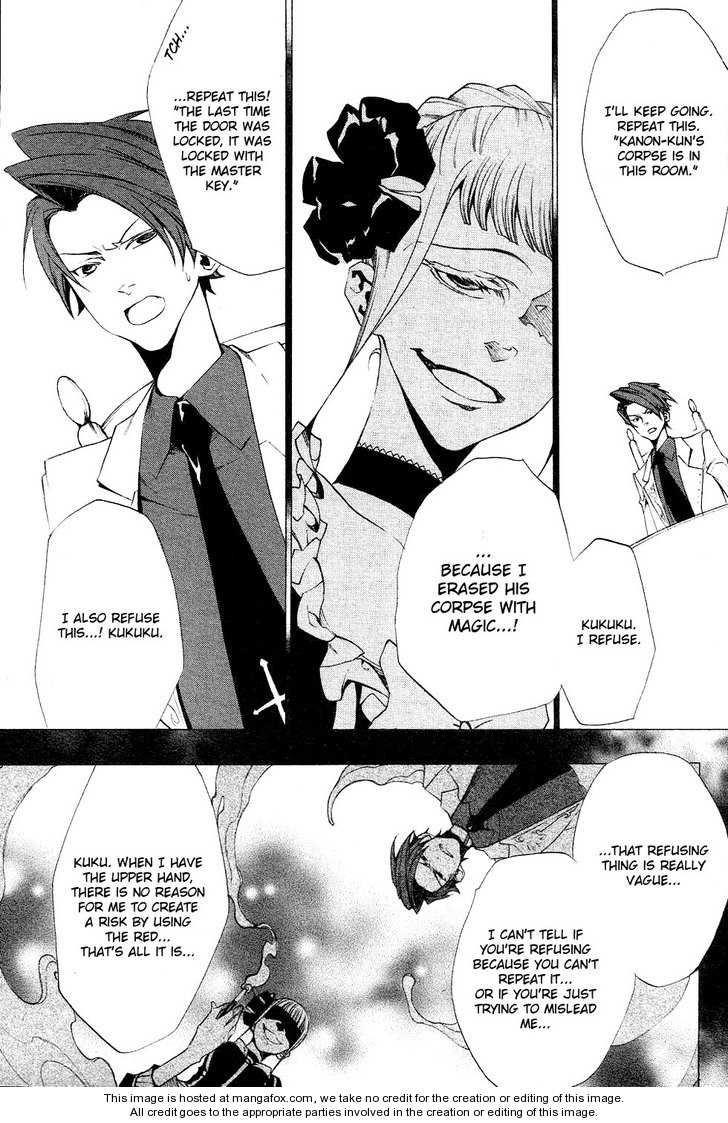 I'LL KEEP GOING.
REPEAT THIS.
"KANON-KUN'S
CORPSE IS IN
THIS ROOM."
KUKUKU.
I REFUSE.
...
BECAUSE I
ERASED HIS
CORPSE WITH
MAGIC...!
TCH...
...REPEAT THIS!
"THE LAST TIME
THE DOOR WAS
LOCKED, IT WAS
LOCKED WITH
THE MASTER
KEY."
I ALSO REFUSE
THIS...! KUKUKU.
...THAT REFUSING
THING IS REALLY
VAGUE...
I CAN'T TELL IF
YOU'RE REFUSING
BECAUSE YOU CAN'T
REPEAT IT...
OR IF YOU'RE JUST
TRYING TO MISLEAD
ME...
KUKU. WHEN I HAVE
THE UPPER HAND,
THERE IS NO REASON
FOR ME TO CREATE
A RISK BY USING
THE RED...
THAT'S ALL IT IS...
This image is hosted at mangafox.com, we take no credit for the creation or editing of this image.
All credit goes to the appropriate parties involved in the creation or editing of this image.